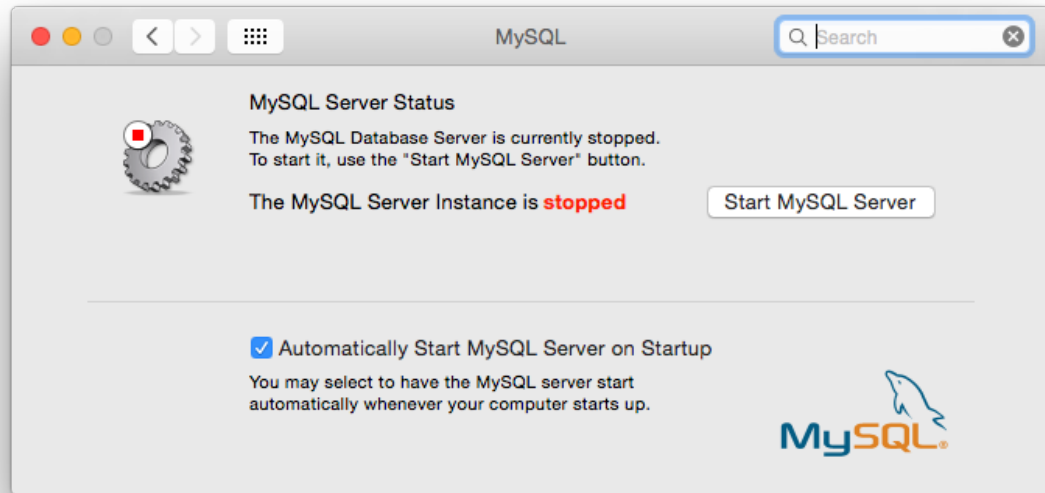 MySQL
Search
MySQL Server Status
The MySQL Database Server is currently stopped.
To start it, use the "Start MySQL Server" button.
The MySQL Server Instance is stopped
Start MySQL Server
Automatically Start MySQL Server on Startup
You may select to have the MySQL server start
automatically whenever your computer starts up.
MySQL®